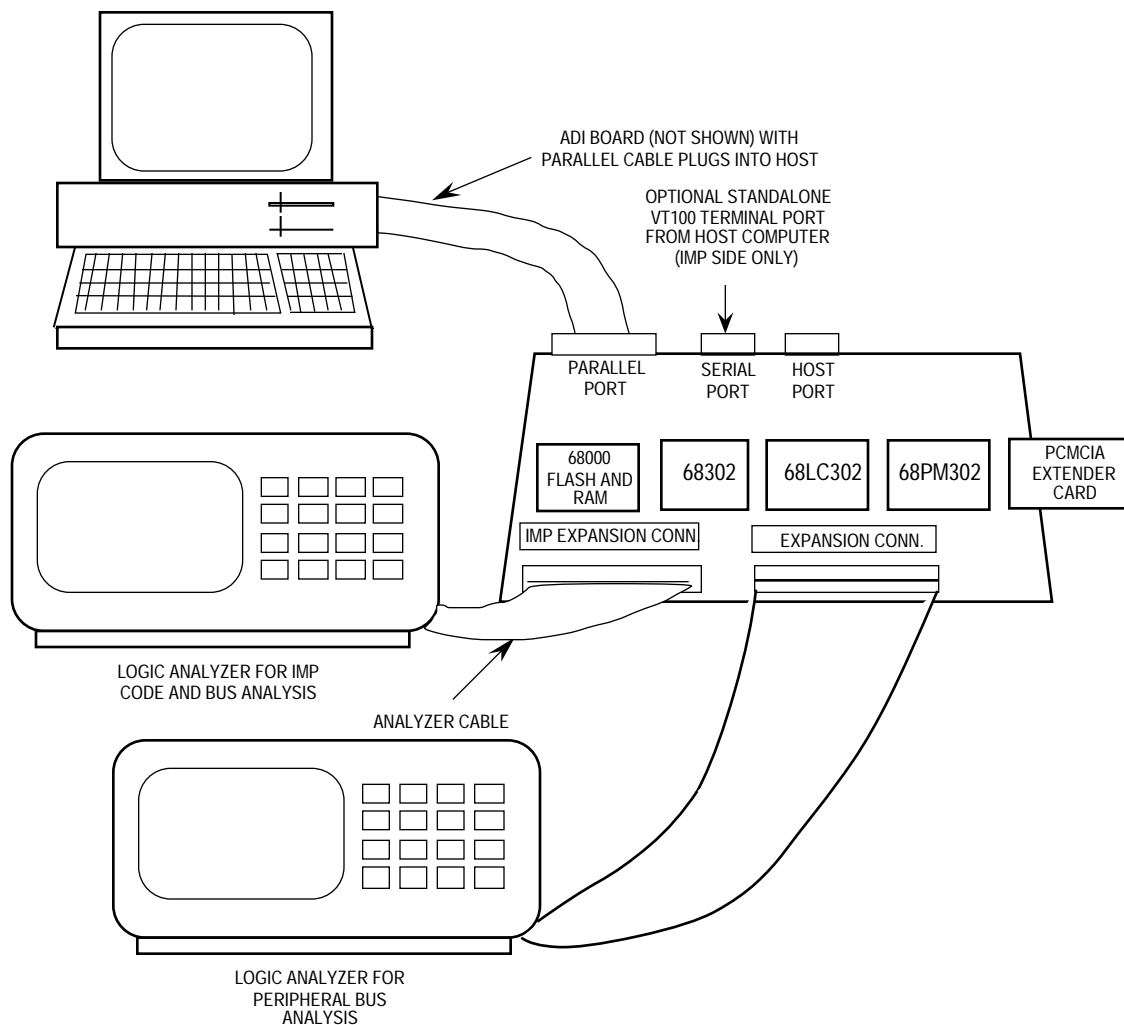 ADI BOARD (NOT SHOWN) WITH
PARALLEL CABLE PLUGS INTO HOST
OPTIONAL STANDALONE
VT100 TERMINAL PORT
FROM HOST COMPUTER
(IMP SIDE ONLY)
PARALLEL
PORT
SERIAL
PORT
HOST
PORT
68000
FLASH AND
RAM
68302
68LC302
68PM302
PCMCIA
EXTENDER
CARD
IMP EXPANSION CONN.
EXPANSION CONN.
LOGIC ANALYZER FOR IMP
CODE AND BUS ANALYSIS
ANALYZER CABLE
LOGIC ANALYZER FOR
PERIPHERAL BUS
ANALYSIS